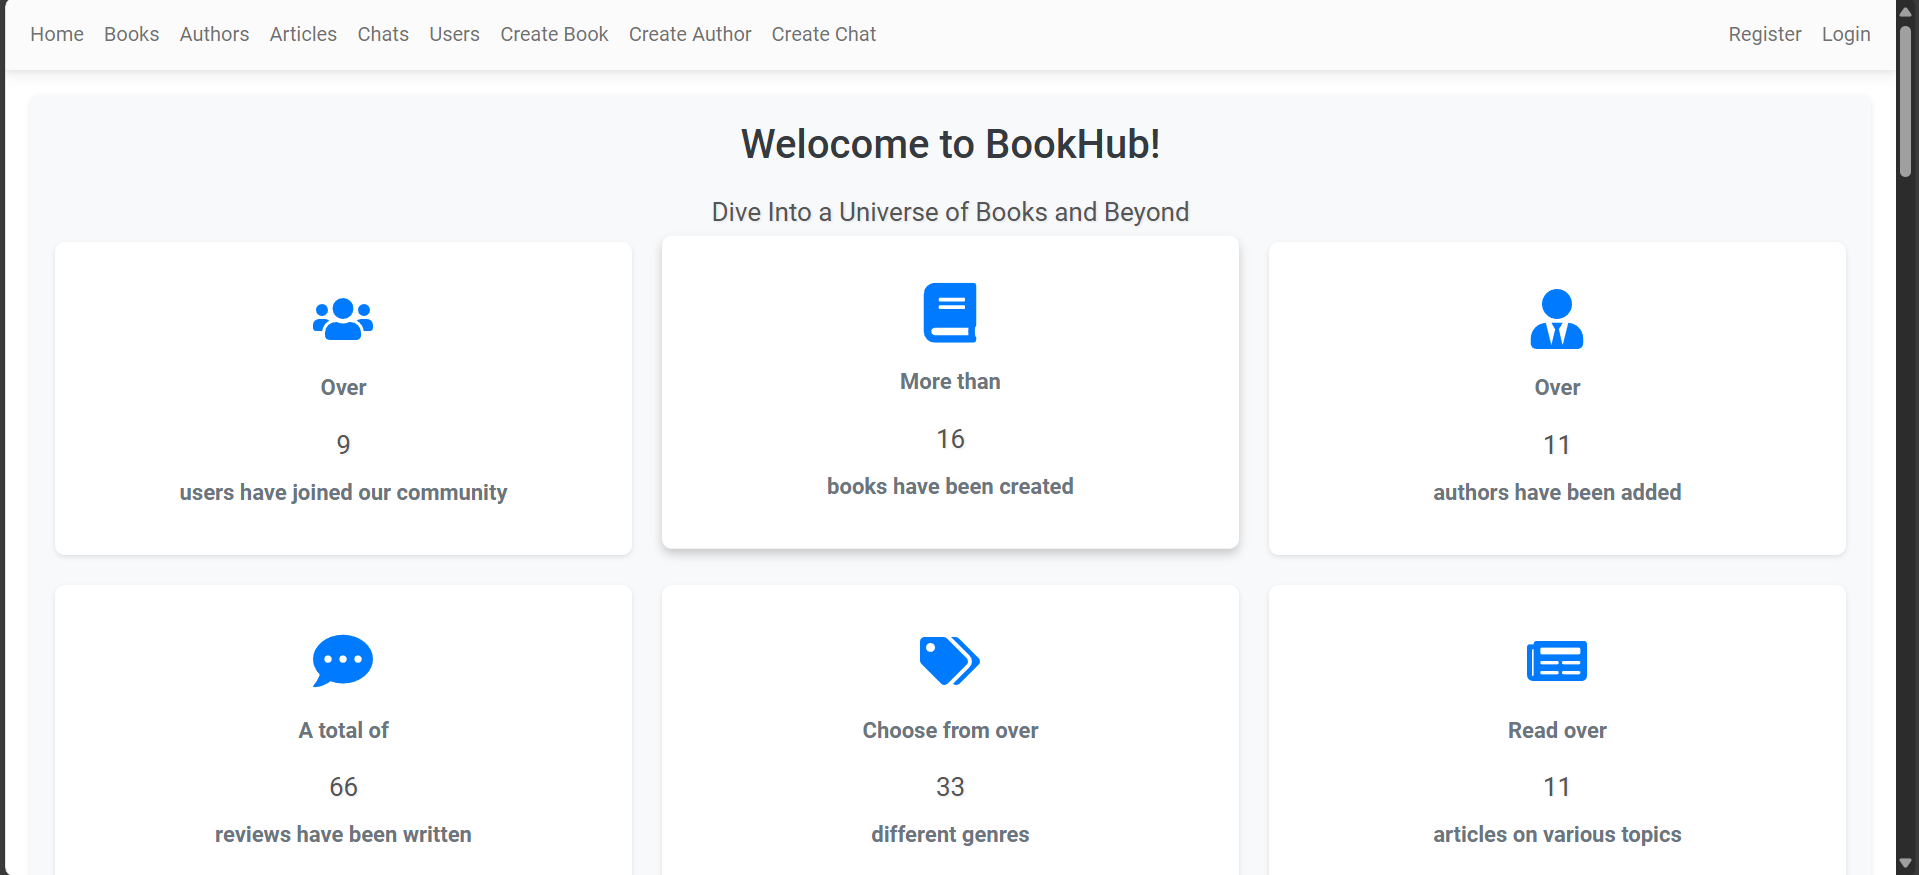 Home Books Authors Articles Chats Users Create Book Create Author Create Chat Register Login
Welocome to BookHub!
Dive Into a Universe of Books and Beyond
Over
9
users have joined our community
More than
16
books have been created
Over
11
authors have been added
A total of
66
reviews have been written
Choose from over
33
different genres
Read over
11
articles on various topics